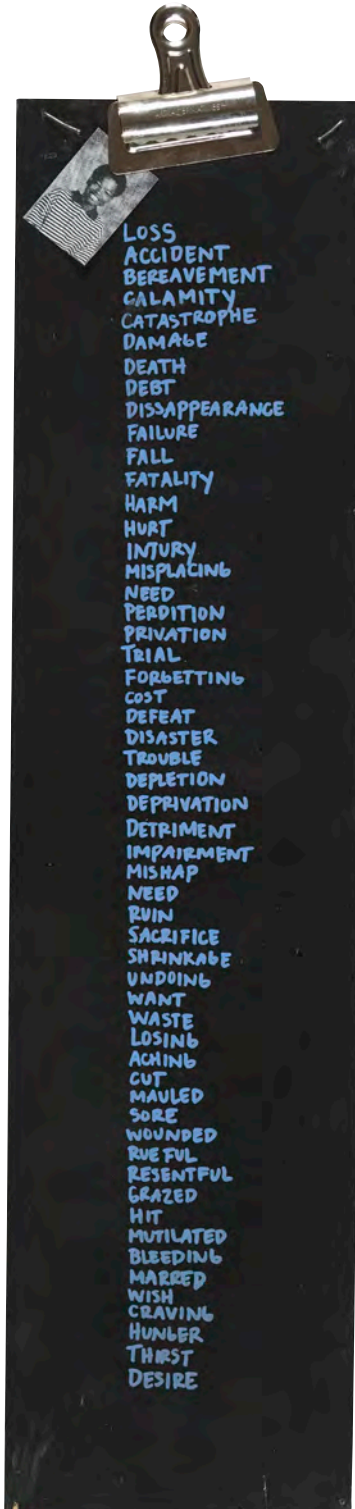 LOSS
ACCIDENT
BEREAVEMENT
CALAMITY
CATASTROPHE
DAMAGE
DEATH
DEBT
DISSAPPEARANCE
FAILURE
FALL
FATALITY
HARM
HURT
INJURY
MISPLACING
NEED
PERDITION
PRIVATION
TRIAL
FORGETTING
COST
DEFEAT
DISASTER
TROUBLE
DEPLETION
DEPRIVATION
DETRIMENT
IMPAIRMENT
MISHAP
NEED
RUIN
SACRIFICE
SHRINKAGE
UNDOING
WANT
WASTE
LOSING
ACHING
CUT
MAULED
SORE
WOUNDED
RUEFUL
RESENTFUL
GRAZED
HIT
MUTILATED
BLEEDING
MARRED
WISH
CRAVING
HUNGER
THIRST
DESIRE